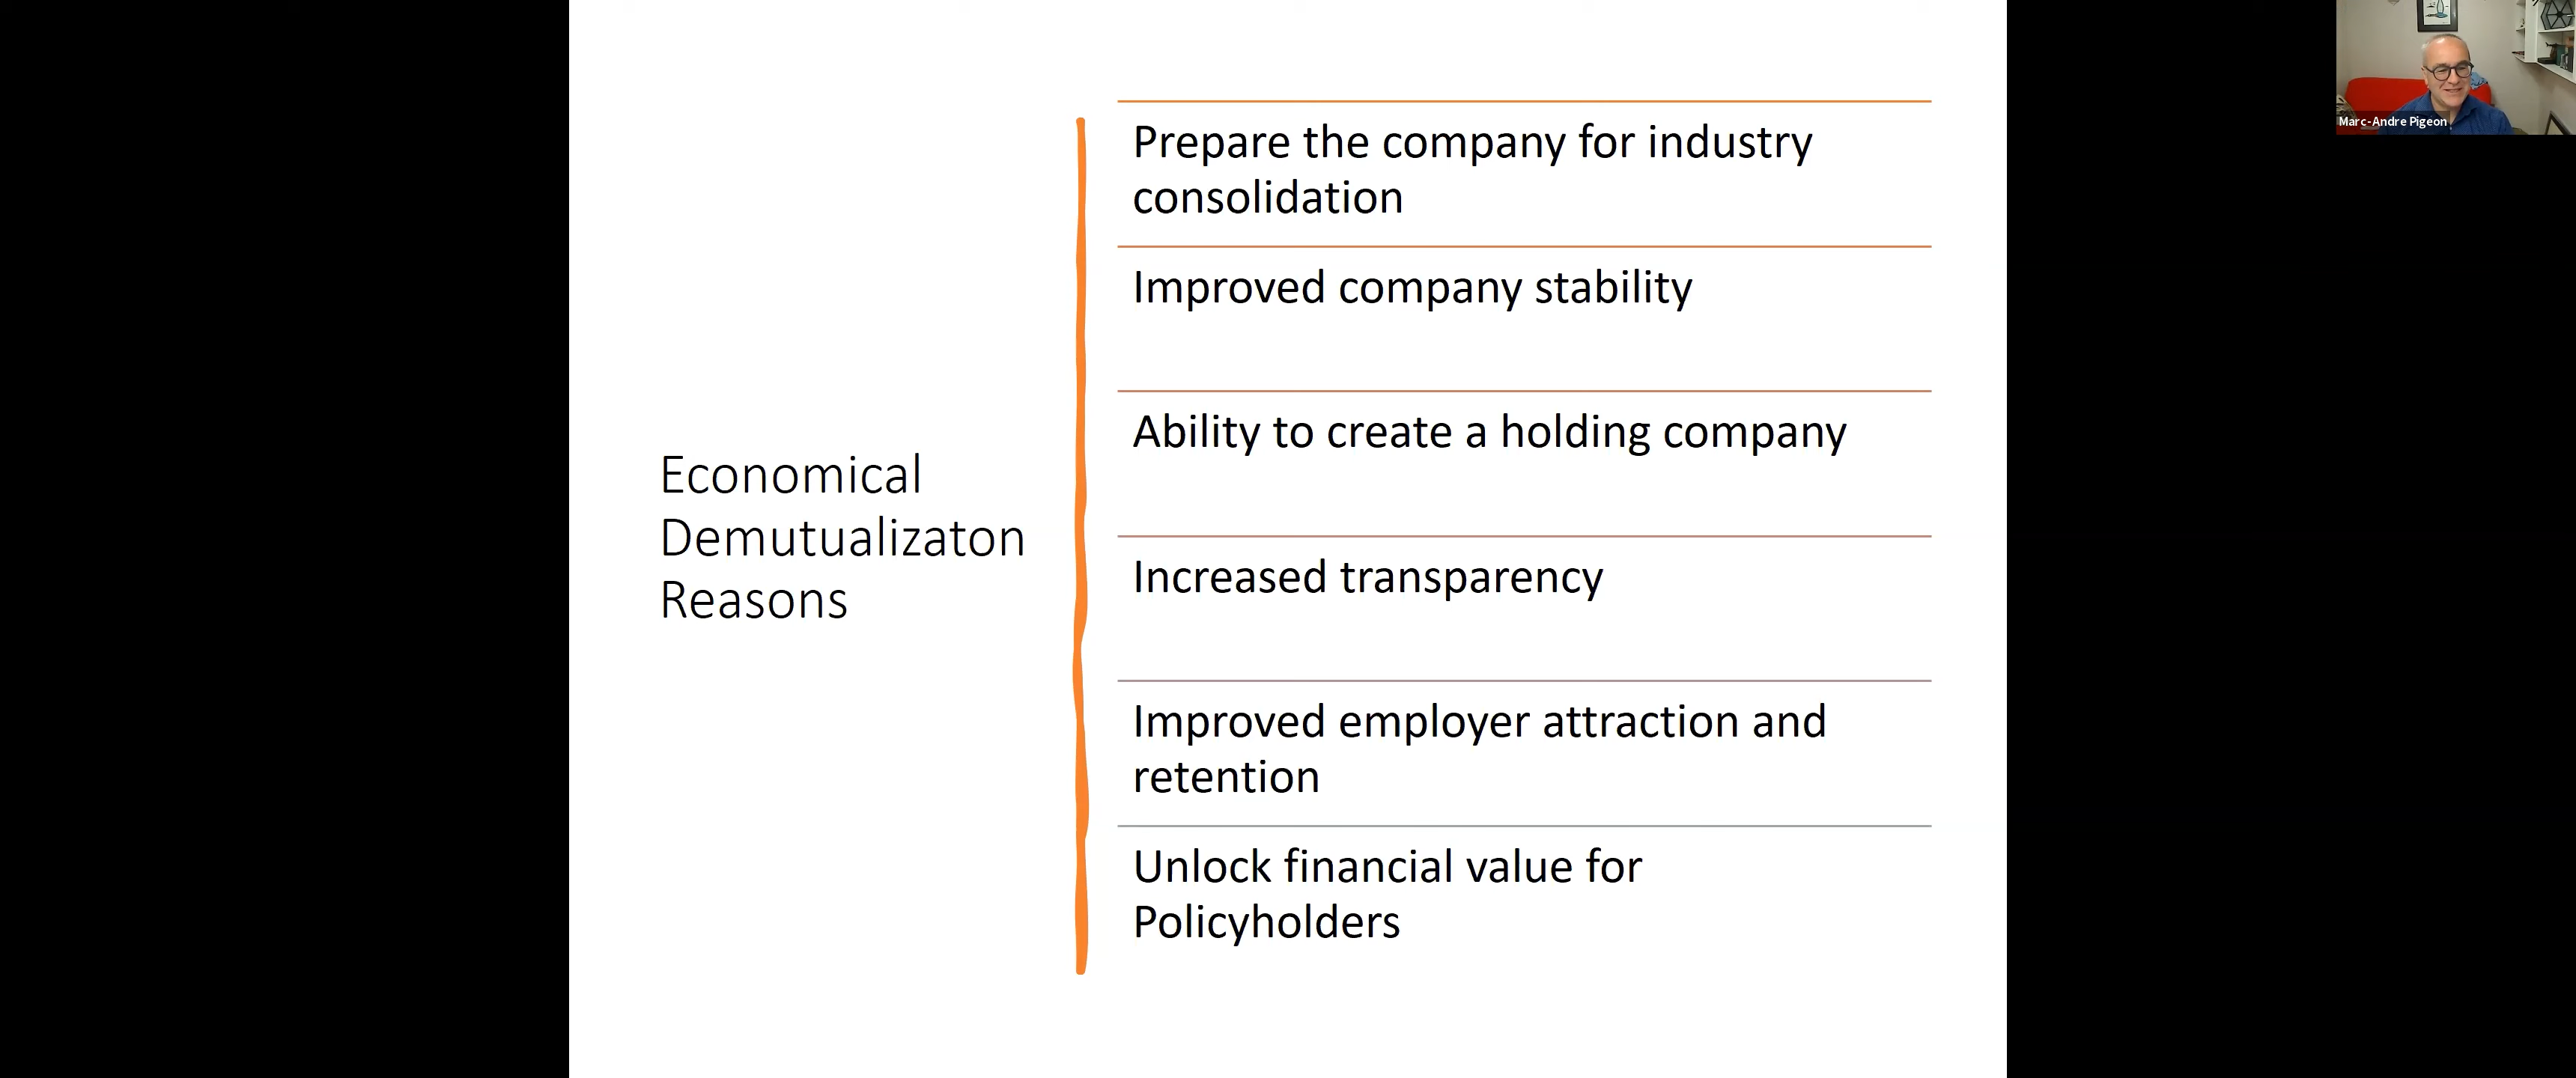 Economical
Demutualizaton
Reasons
Prepare the company for industry
consolidation
Improved company stability
Ability to create a holding company
Increased transparency
Improved employer attraction and
retention
Unlock financial value for
Policyholders
Marc-Andre Pigeon